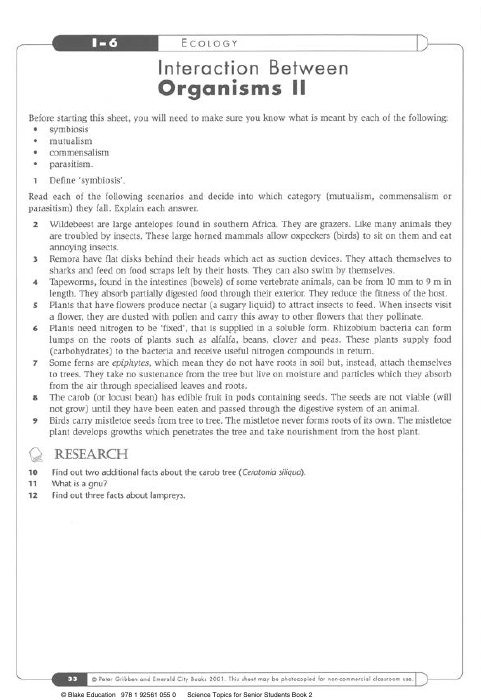 1-6
ECOLOGY
Interaction Between
Organisms II
Before starting this sheet, you will need to make sure you know what is meant by each of the following:
• symbiosis
• mutualism
• commensalism
• parasitism.
1 Define 'symbiosis'.
Read each of the following scenarios and decide into which category (mutualism, commensalism or
parasitism) they fall. Explain each answer.
2 Wildebeest are large antelopes found in southern Africa. They are grazers. Like many animals they
are troubled by insects. These large horned mammals allow oxpeckers (birds) to sit on them and eat
annoying insects.
3 Remora have flat disks behind their heads which act as suction devices. They attach themselves to
sharks and feed on food scraps left by their hosts. They can also swim by themselves.
4 Tapeworms, found in the intestines (bowels) of some vertebrate animals, can be from 10 mm to 9 m in
length. They absorb partially digested food through their exterior. They reduce the fitness of the host.
5 Plants that have flowers produce nectar (a sugary liquid) to attract insects to feed. When insects visit
a flower, they are dusted with pollen and carry this away to other flowers that they pollinate.
6 Plants need nitrogen to be 'fixed', that is supplied in a soluble form. Rhizobium bacteria can form
lumps on the roots of plants such as alfalfa, beans, clover and peas. These plants supply food
(carbohydrates) to the bacteria and receive useful nitrogen compounds in return.
7 Some ferns are epiphytes, which mean they do not have roots in soil but, instead, attach themselves
to trees. They take no sustenance from the tree but live on moisture and particles which they absorb
from the air through specialised leaves and roots.
8 The carob (or locust bean) has edible fruit in pods containing seeds. The seeds are not viable (will
not grow) until they have been eaten and passed through the digestive system of an animal.
9 Birds carry mistletoe seeds from tree to tree. The mistletoe never forms roots of its own. The mistletoe
plant develops growths which penetrates the tree and take nourishment from the host plant.
RESEARCH
10 Find out two additional facts about the carob tree (Ceratonia siliqua).
11 What is a gnu?
12 Find out three facts about lampreys.
22 © Peter Gribben and Emerald City Books 2001. This sheet may be photocopied for non-commercial classroom use.
© Blake Education 978 1 92561 055 0 Science Topics for Senior Students Book 2